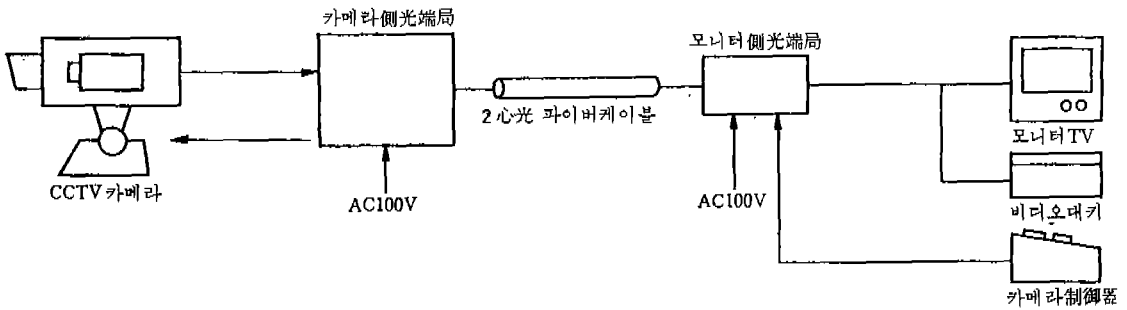 카메라側光端局
모니터側光端局
2心光 파이버케이블
모니터TV
CCTV카메라
AC100V
AC100V
비디오대키
카메라制御器